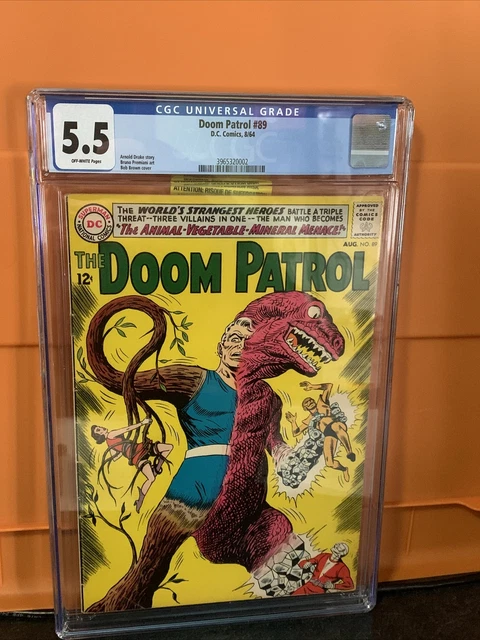 CGC UNIVERSAL GRADE
5.5
OFF-WHITE Pages
Doom Patrol #89
D.C. Comics, 8/64
Arnold Drake story
Bruno Premiani art
Bob Brown cover
3965320002
ATTENTION:
SUPERMAN
DC
NATIONAL COMICS
THE WORLD'S STRANGEST HEROES BATTLE A TRIPLE
THREAT--THREE VILLAINS IN ONE-- THE MAN WHO BECOMES
"THE ANIMAL-VEGETABLE-MINERAL MENACE!"
APPROVED
BY THE
COMICS
CODE
AUTHORITY
AUG. NO. 89
THE DOOM PATROL
12¢